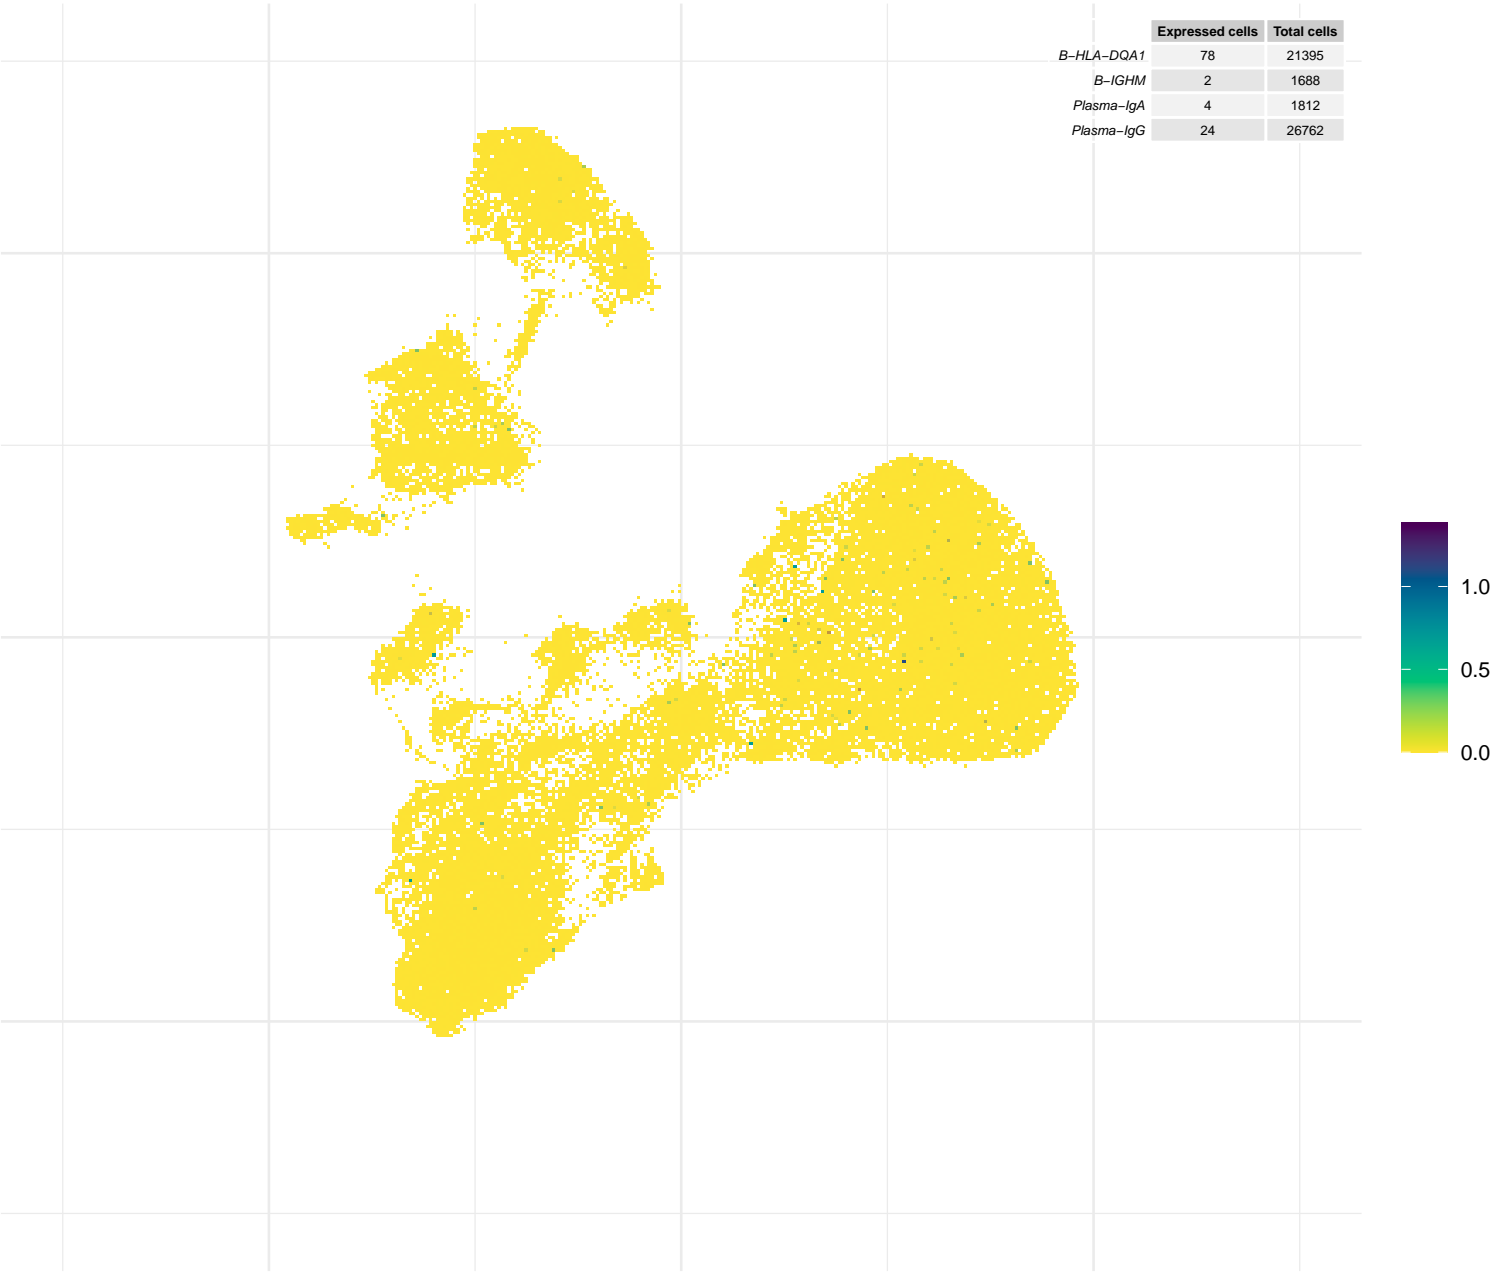 Expressed cells Total cells
B−HLA−DQA1 78 21395
B−IGHM 2 1688
Plasma−IgA 4 1812
Plasma−IgG 24 26762
1.0
0.5
0.0